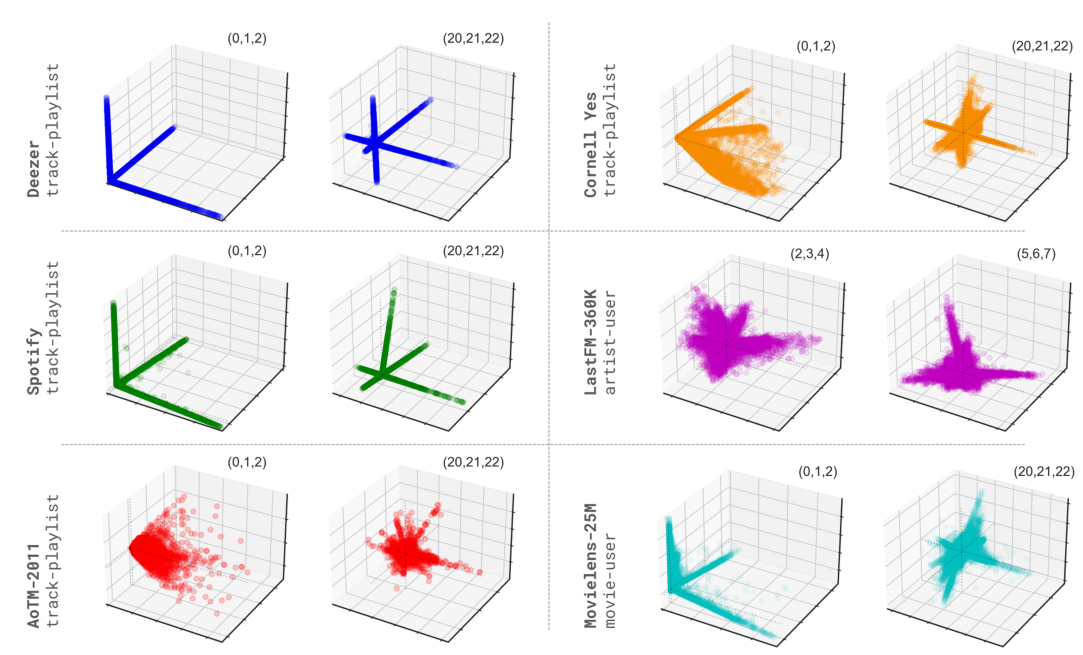 Deezer
track-playlist
(0,1,2)
(20,21,22)
Cornell Yes
track-playlist
(0,1,2)
(20,21,22)
Spotify
track-playlist
(0,1,2)
(20,21,22)
LastFM-360K
artist-user
(2,3,4)
(5,6,7)
AoTM-2011
track-playlist
(0,1,2)
(20,21,22)
Movielens-25M
movie-user
(0,1,2)
(20,21,22)